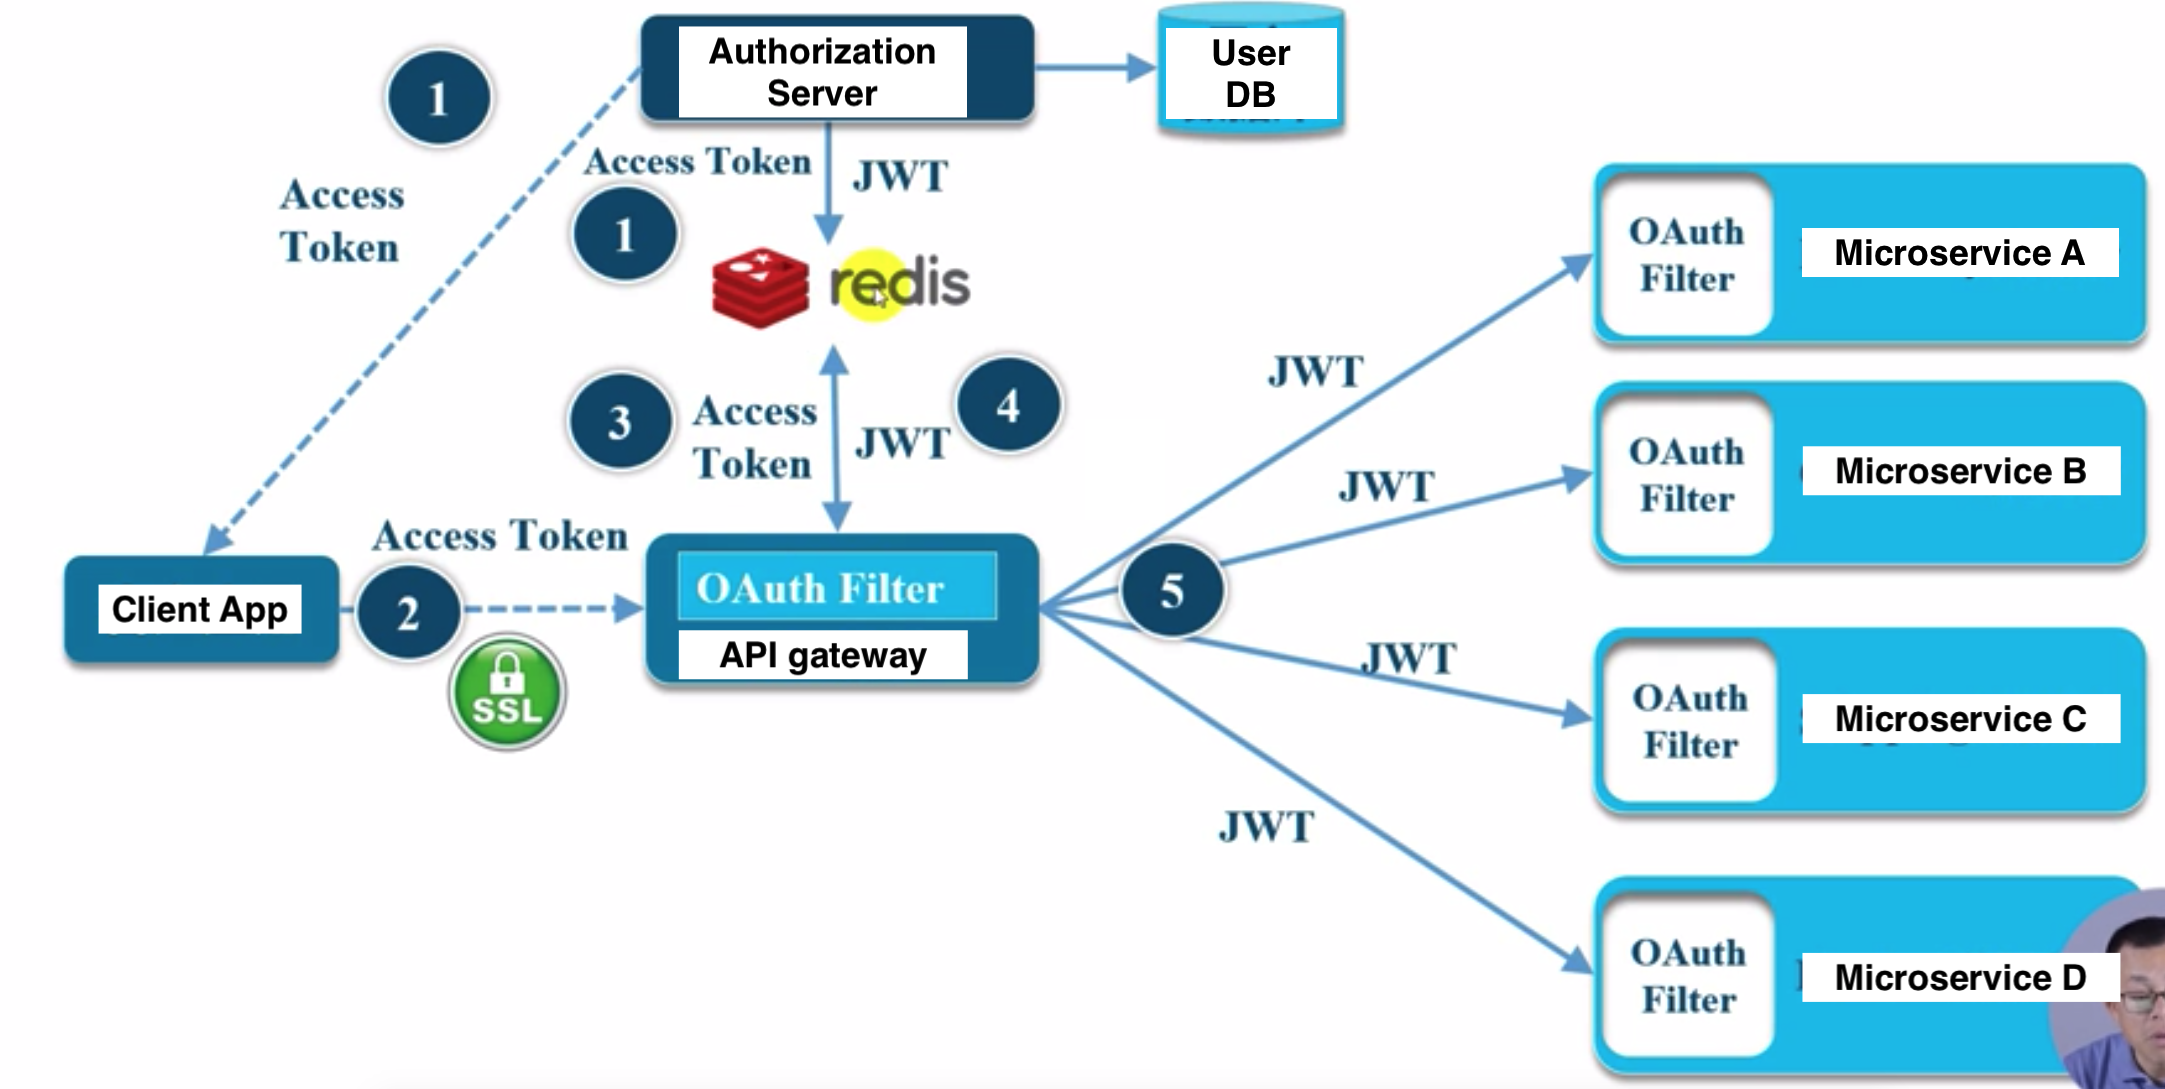 Authorization
Server
User
DB
1
Access
Token
Access Token
JWT
1
redis
3
Access
Token
JWT
4
Client App
Access Token
2
SSL
OAuth Filter
API gateway
5
JWT
JWT
JWT
JWT
OAuth
Filter
Microservice A
OAuth
Filter
Microservice B
OAuth
Filter
Microservice C
OAuth
Filter
Microservice D